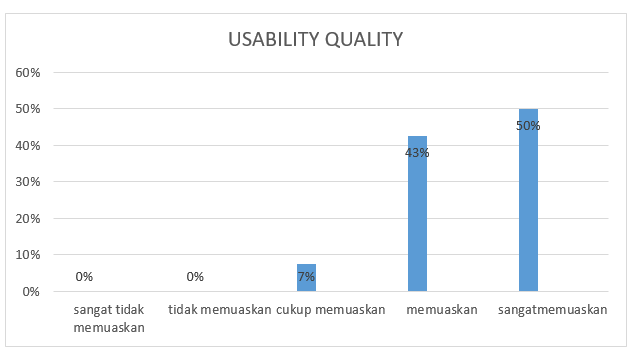 USABILITY QUALITY
60%
50%
40%
30%
20%
10%
0%
0%
0%
7%
43%
50%
sangat tidak
memuaskan
tidak memuaskan
cukup memuaskan
memuaskan
sangatmemuaskan